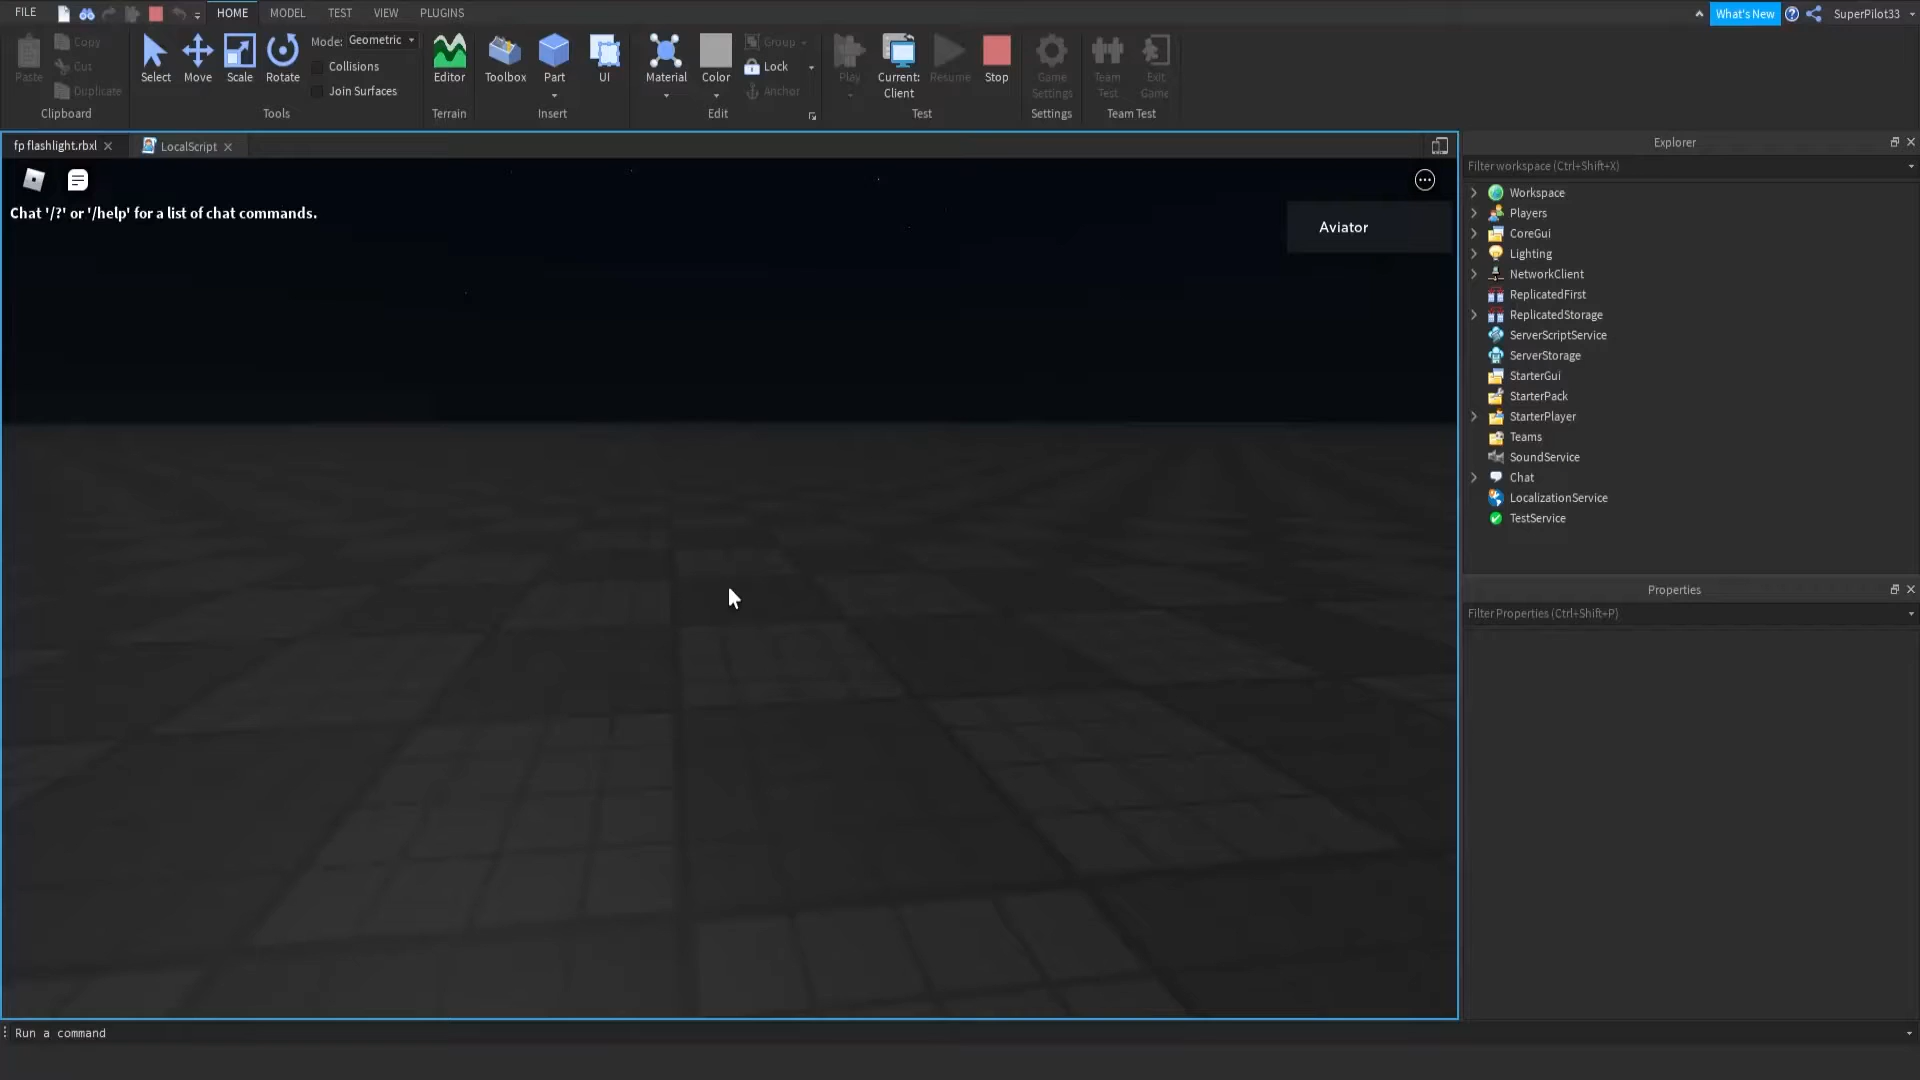 FILE HOME MODEL TEST VIEW PLUGINS What's New SuperPilot33
Paste Copy Cut Duplicate Clipboard
Select Move Scale Rotate Mode: Geometric Collisions Join Surfaces Tools
Editor Terrain
Toolbox Part UI Insert
Material Color Group Lock Anchor Edit
Play Current: Client Resume Stop Test
Game Settings Settings
Team Test Exit Game Team Test
fp flashlight.rbxl LocalScript
Chat '/?' or '/help' for a list of chat commands.
Aviator
Explorer
Filter workspace (Ctrl+Shift+X)
Workspace
Players
CoreGui
Lighting
NetworkClient
ReplicatedFirst
ReplicatedStorage
ServerScriptService
ServerStorage
StarterGui
StarterPack
StarterPlayer
Teams
SoundService
Chat
LocalizationService
TestService
Properties
Filter Properties (Ctrl+Shift+P)
Run a command